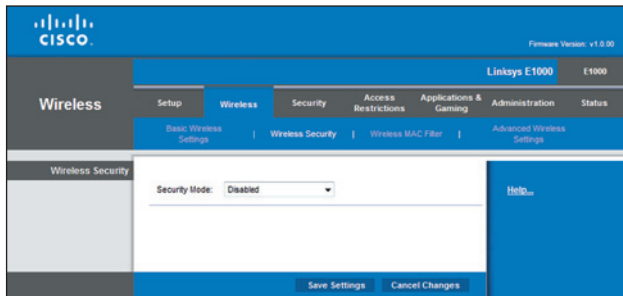 CISCO.
Firmware Version: v1.0.00
Linksys E1000 E1000
Wireless
Setup Wireless Security Access Restrictions Applications & Gaming Administration Status
Basic Wireless Settings | Wireless Security | Wireless MAC Filter | Advanced Wireless Settings
Wireless Security
Security Mode: Disabled
Help...
Save Settings Cancel Changes